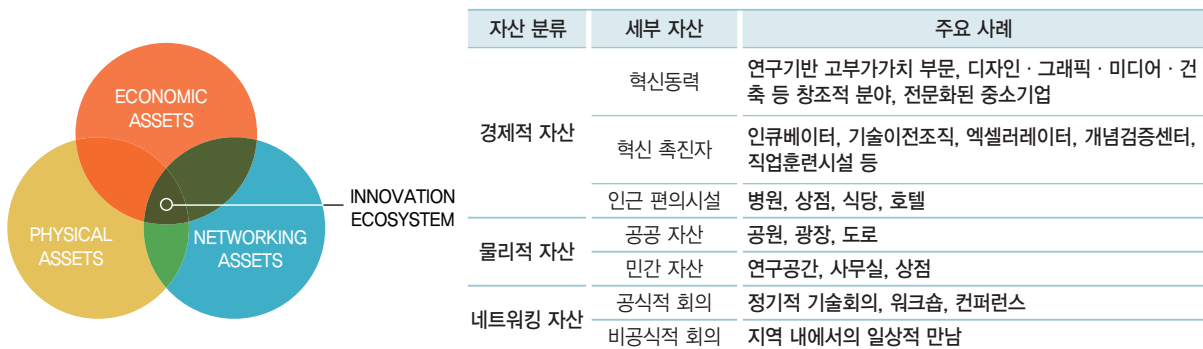 ECONOMIC
ASSETS
PHYSICAL
ASSETS
NETWORKING
ASSETS
INNOVATION
ECOSYSTEM
자산 분류 세부 자산 주요 사례
경제적 자산
혁신동력
연구기반 고부가가치 부문, 디자인 · 그래픽 · 미디어 · 건
축 등 창조적 분야, 전문화된 중소기업
혁신 촉진자
인큐베이터, 기술이전조직, 엑셀러레이터, 개념검증센터,
직업훈련시설 등
인근 편의시설 병원, 상점, 식당, 호텔
물리적 자산
공공 자산 공원, 광장, 도로
민간 자산 연구공간, 사무실, 상점
네트워킹 자산
공식적 회의 정기적 기술회의, 워크숍, 컨퍼런스
비공식적 회의 지역 내에서의 일상적 만남